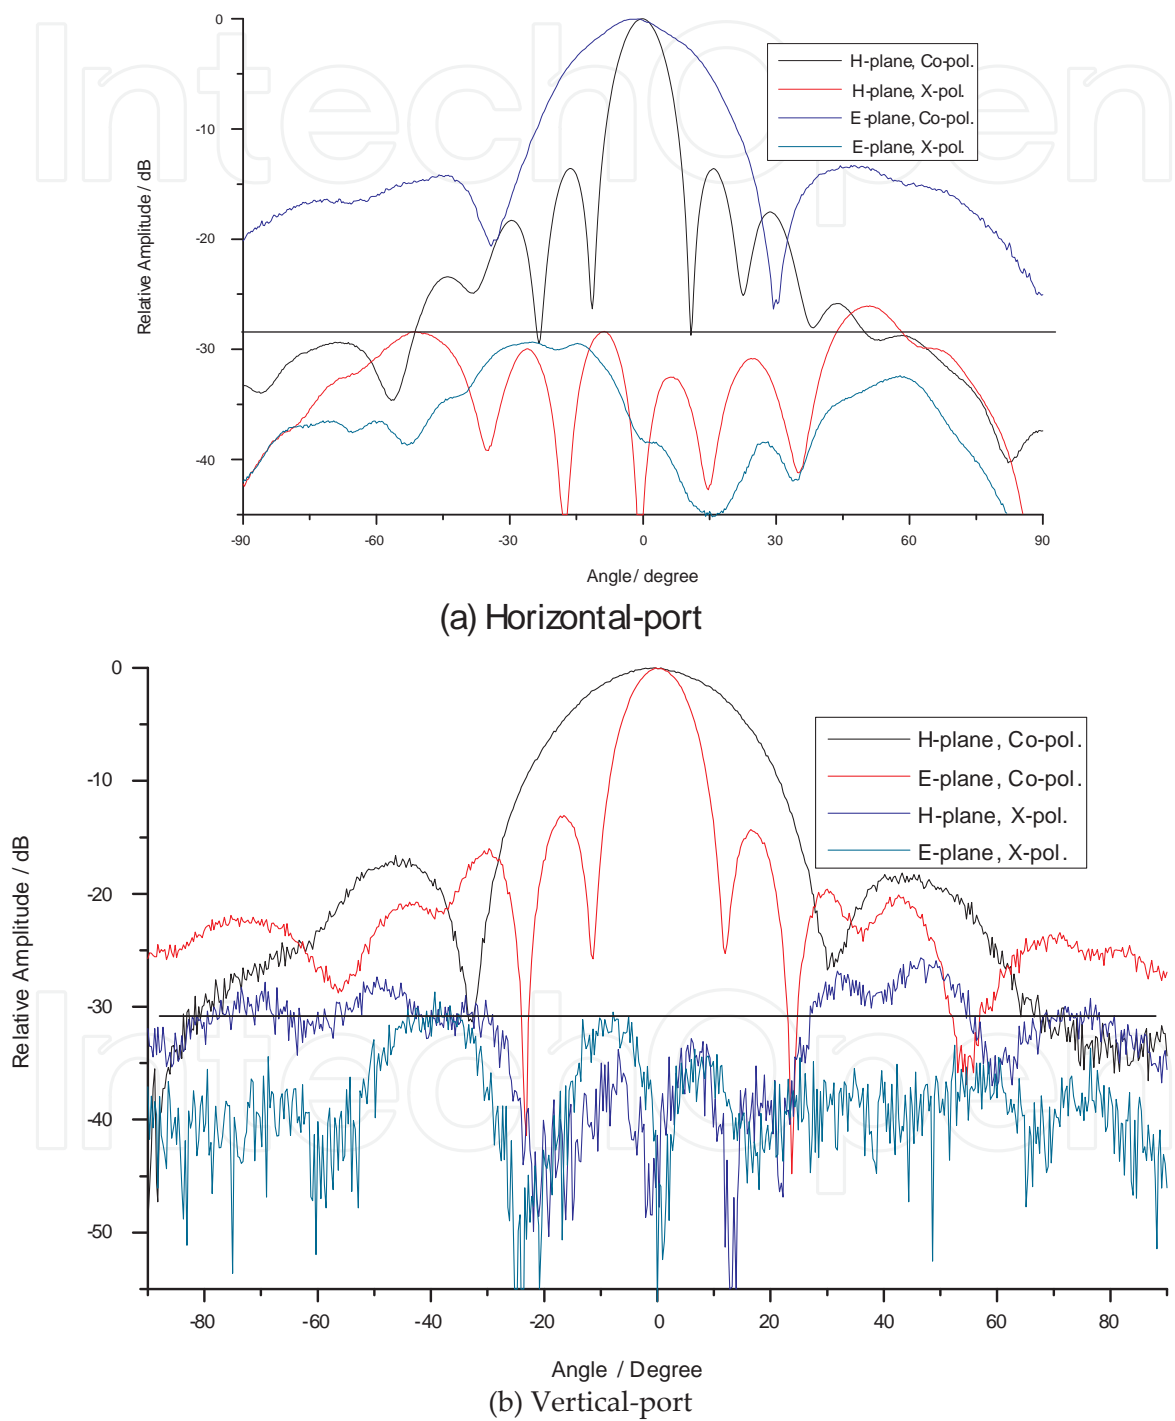 IntechOpen
0
-10
-20
-30
-40
Relative Amplitude / dB
H-plane, Co-pol.
H-plane, X-pol.
E-plane, Co-pol.
E-plane, X-pol.
-90
-60
-30
0
30
60
90
Angle / degree
(a) Horizontal-port
0
-10
-20
-30
-40
-50
Relative Amplitude / dB
H-plane, Co-pol.
E-plane, Co-pol.
H-plane, X-pol.
E-plane, X-pol.
IntechOpen
-80
-60
-40
-20
0
20
40
60
80
Angle / Degree
(b) Vertical-port